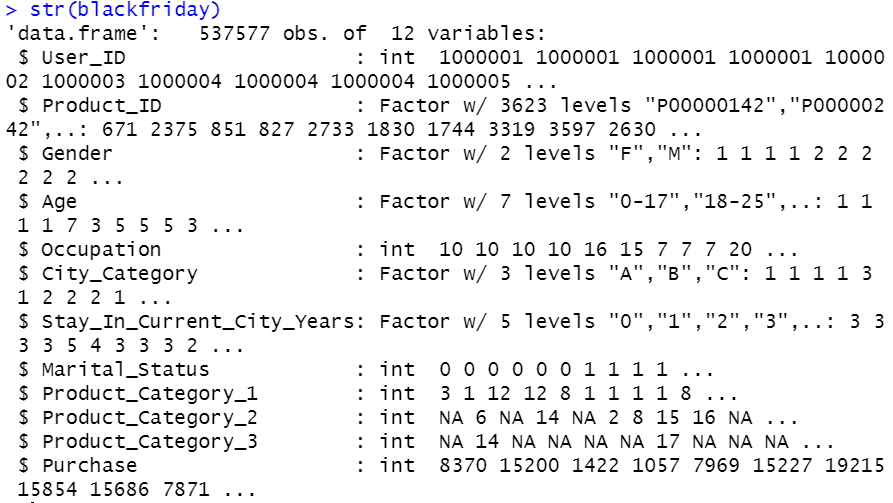 > str(blackfriday)
'data.frame':   537577 obs. of  12 variables:
 $ User_ID                   : int  1000001 1000001 1000001 1000001 10000
02 1000003 1000004 1000004 1000004 1000005 ...
 $ Product_ID                : Factor w/ 3623 levels "P00000142","P000002
42",..: 671 2375 851 827 2733 1830 1744 3319 3597 2630 ...
 $ Gender                    : Factor w/ 2 levels "F","M": 1 1 1 1 2 2 2
2 2 2 ...
 $ Age                       : Factor w/ 7 levels "0-17","18-25",..: 1 1
1 1 7 3 5 5 5 3 ...
 $ Occupation                : int  10 10 10 10 16 15 7 7 7 20 ...
 $ City_Category             : Factor w/ 3 levels "A","B","C": 1 1 1 1 3
1 2 2 2 1 ...
 $ Stay_In_Current_City_Years: Factor w/ 5 levels "0","1","2","3",..: 3 3
3 3 5 4 3 3 3 2 ...
 $ Marital_Status            : int  0 0 0 0 0 0 1 1 1 1 ...
 $ Product_Category_1        : int  3 1 12 12 8 1 1 1 1 8 ...
 $ Product_Category_2        : int  NA 6 NA 14 NA 2 8 15 16 NA ...
 $ Product_Category_3        : int  NA 14 NA NA NA NA 17 NA NA NA ...
 $ Purchase                  : int  8370 15200 1422 1057 7969 15227 19215
15854 15686 7871 ...